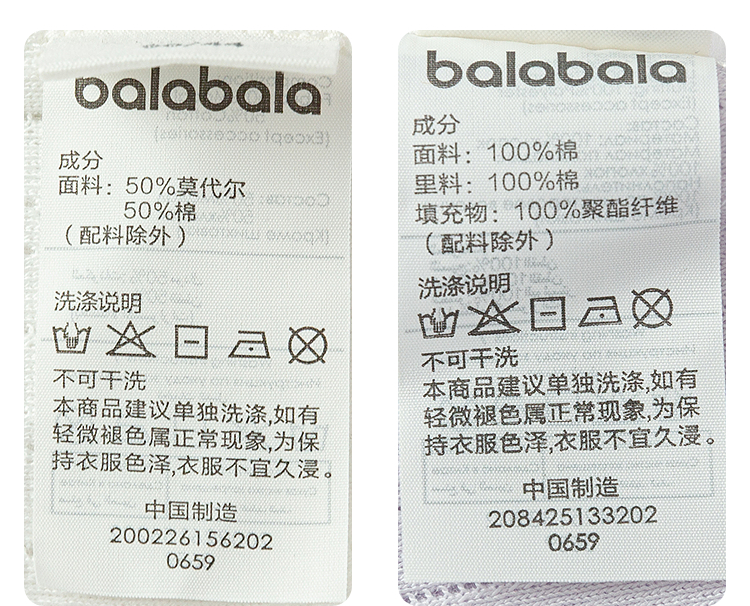 balabala
成分
面料：50%莫代尔
50%棉
（配料除外）
洗涤说明
不可干洗
本商品建议单独洗涤,如有
轻微褪色属正常现象,为保
持衣服色泽,衣服不宜久浸。
中国制造
200226156202
0659
balabala
成分
面料：100%棉
里料：100%棉
填充物：100%聚酯纤维
（配料除外）
洗涤说明
不可干洗
本商品建议单独洗涤,如有
轻微褪色属正常现象,为保
持衣服色泽,衣服不宜久浸。
中国制造
208425133202
0659